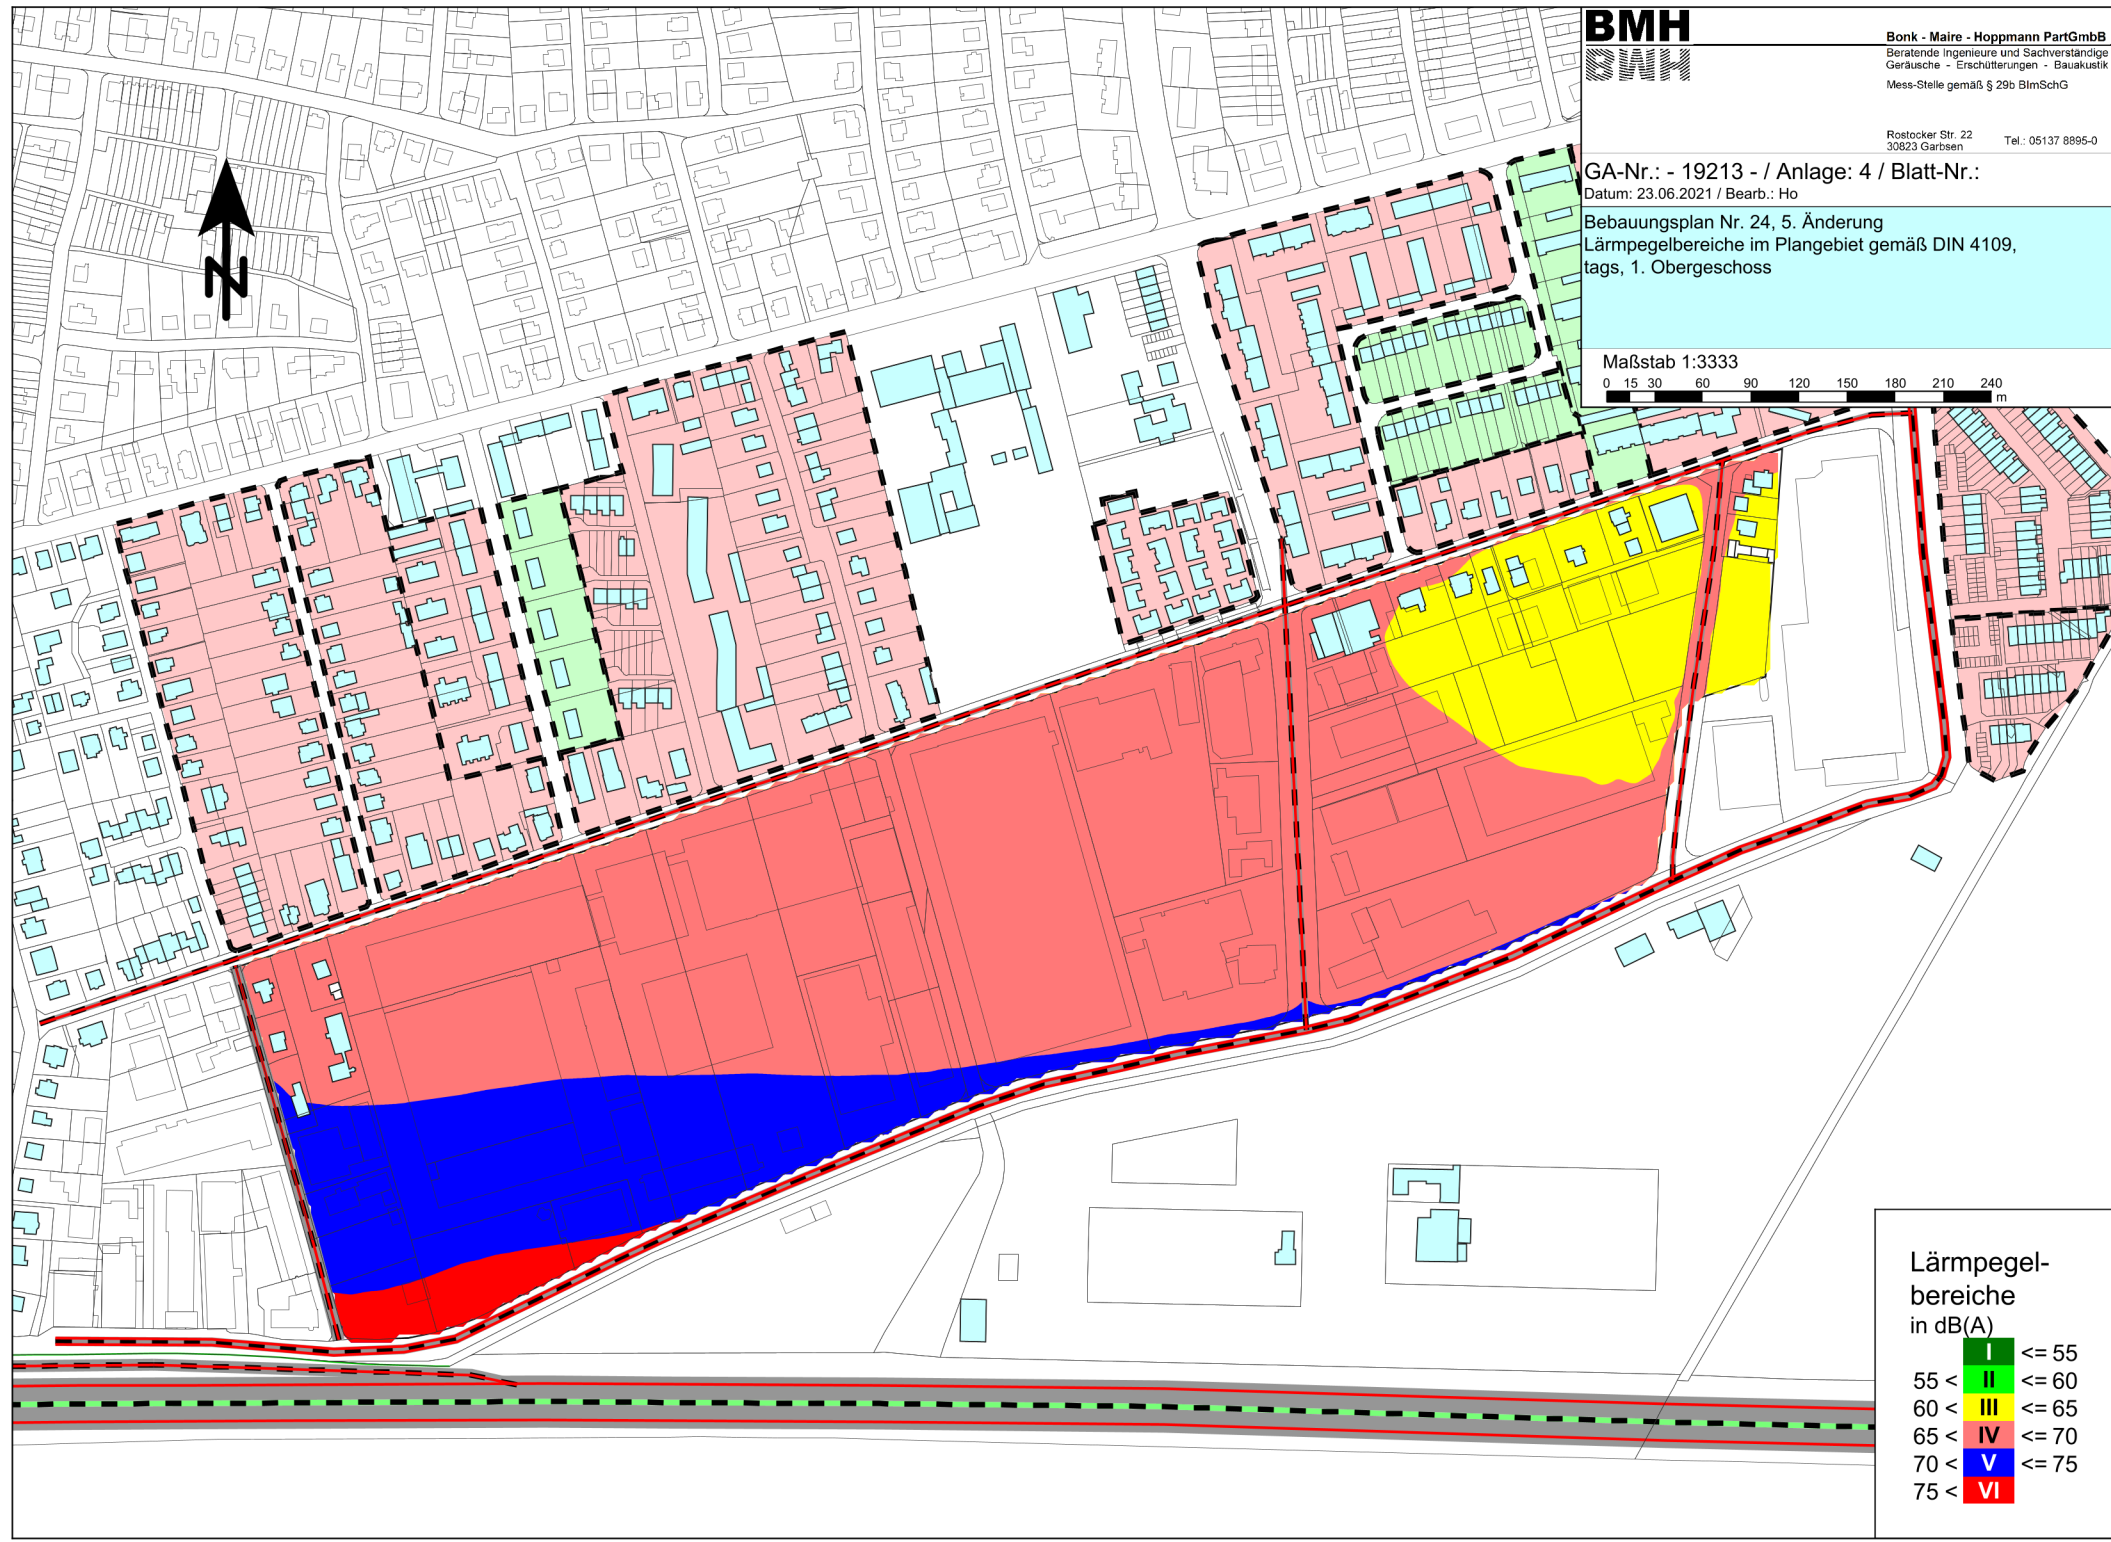 BMH
BMH
Bonk - Maire - Hoppmann PartGmbB
Beratende Ingenieure und Sachverständige
Geräusche - Erschütterungen - Bauakustik
Mess-Stelle gemäß § 29b BImSchG
Rostocker Str. 22
30823 Garbsen
Tel.: 05137 8895-0
GA-Nr.: - 19213 - / Anlage: 4 / Blatt-Nr.:
Datum: 23.06.2021 / Bearb.: Ho
Bebauungsplan Nr. 24, 5. Änderung
Lärmpegelbereiche im Plangebiet gemäß DIN 4109,
tags, 1. Obergeschoss
Maßstab 1:3333
0 15 30 60 90 120 150 180 210 240
m
N
Lärmpegel-
bereiche
in dB(A)
I <= 55
55 < II <= 60
60 < III <= 65
65 < IV <= 70
70 < V <= 75
75 < VI